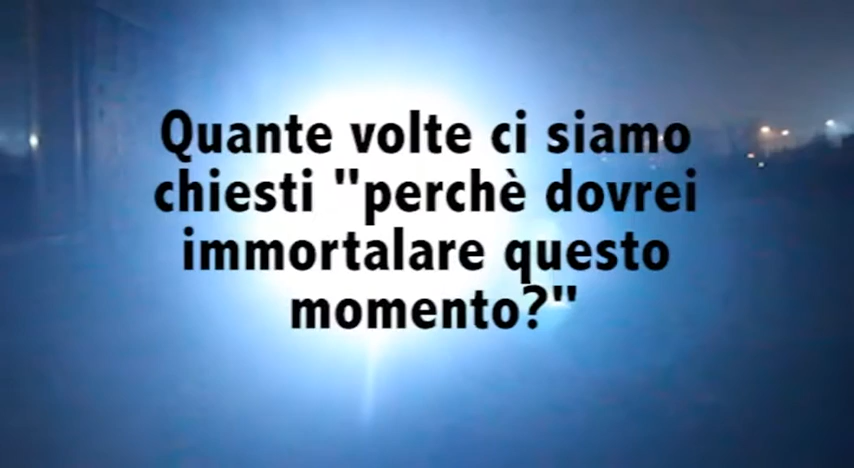 Quante volte ci siamo
chiesti "perchè dovrei
immortalare questo
momento?"